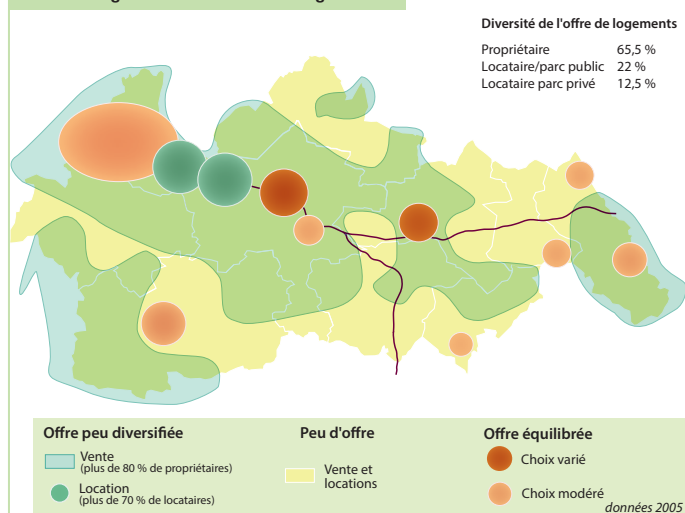 Diversité de l'offre de logements
Propriétaire 65,5 %
Locataire/parc public 22 %
Locataire parc privé 12,5 %
Offre peu diversifiée
Vente
(plus de 80 % de propriétaires)
Location
(plus de 70 % de locataires)
Peu d'offre
Vente et
locations
Offre équilibrée
Choix varié
Choix modéré
données 2005